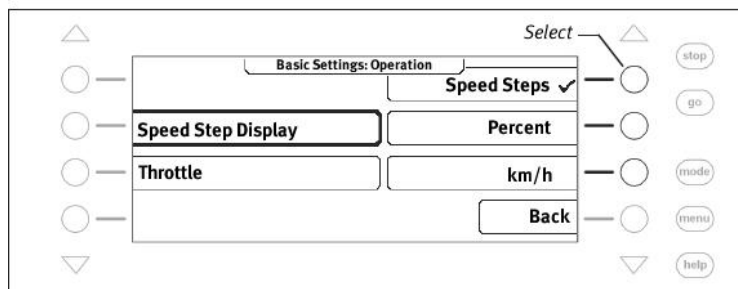 Select
stop
Basic Settings: Operation
Speed Steps ✓
go
Speed Step Display
Percent
Throttle
km/h
mode
Back
menu
help